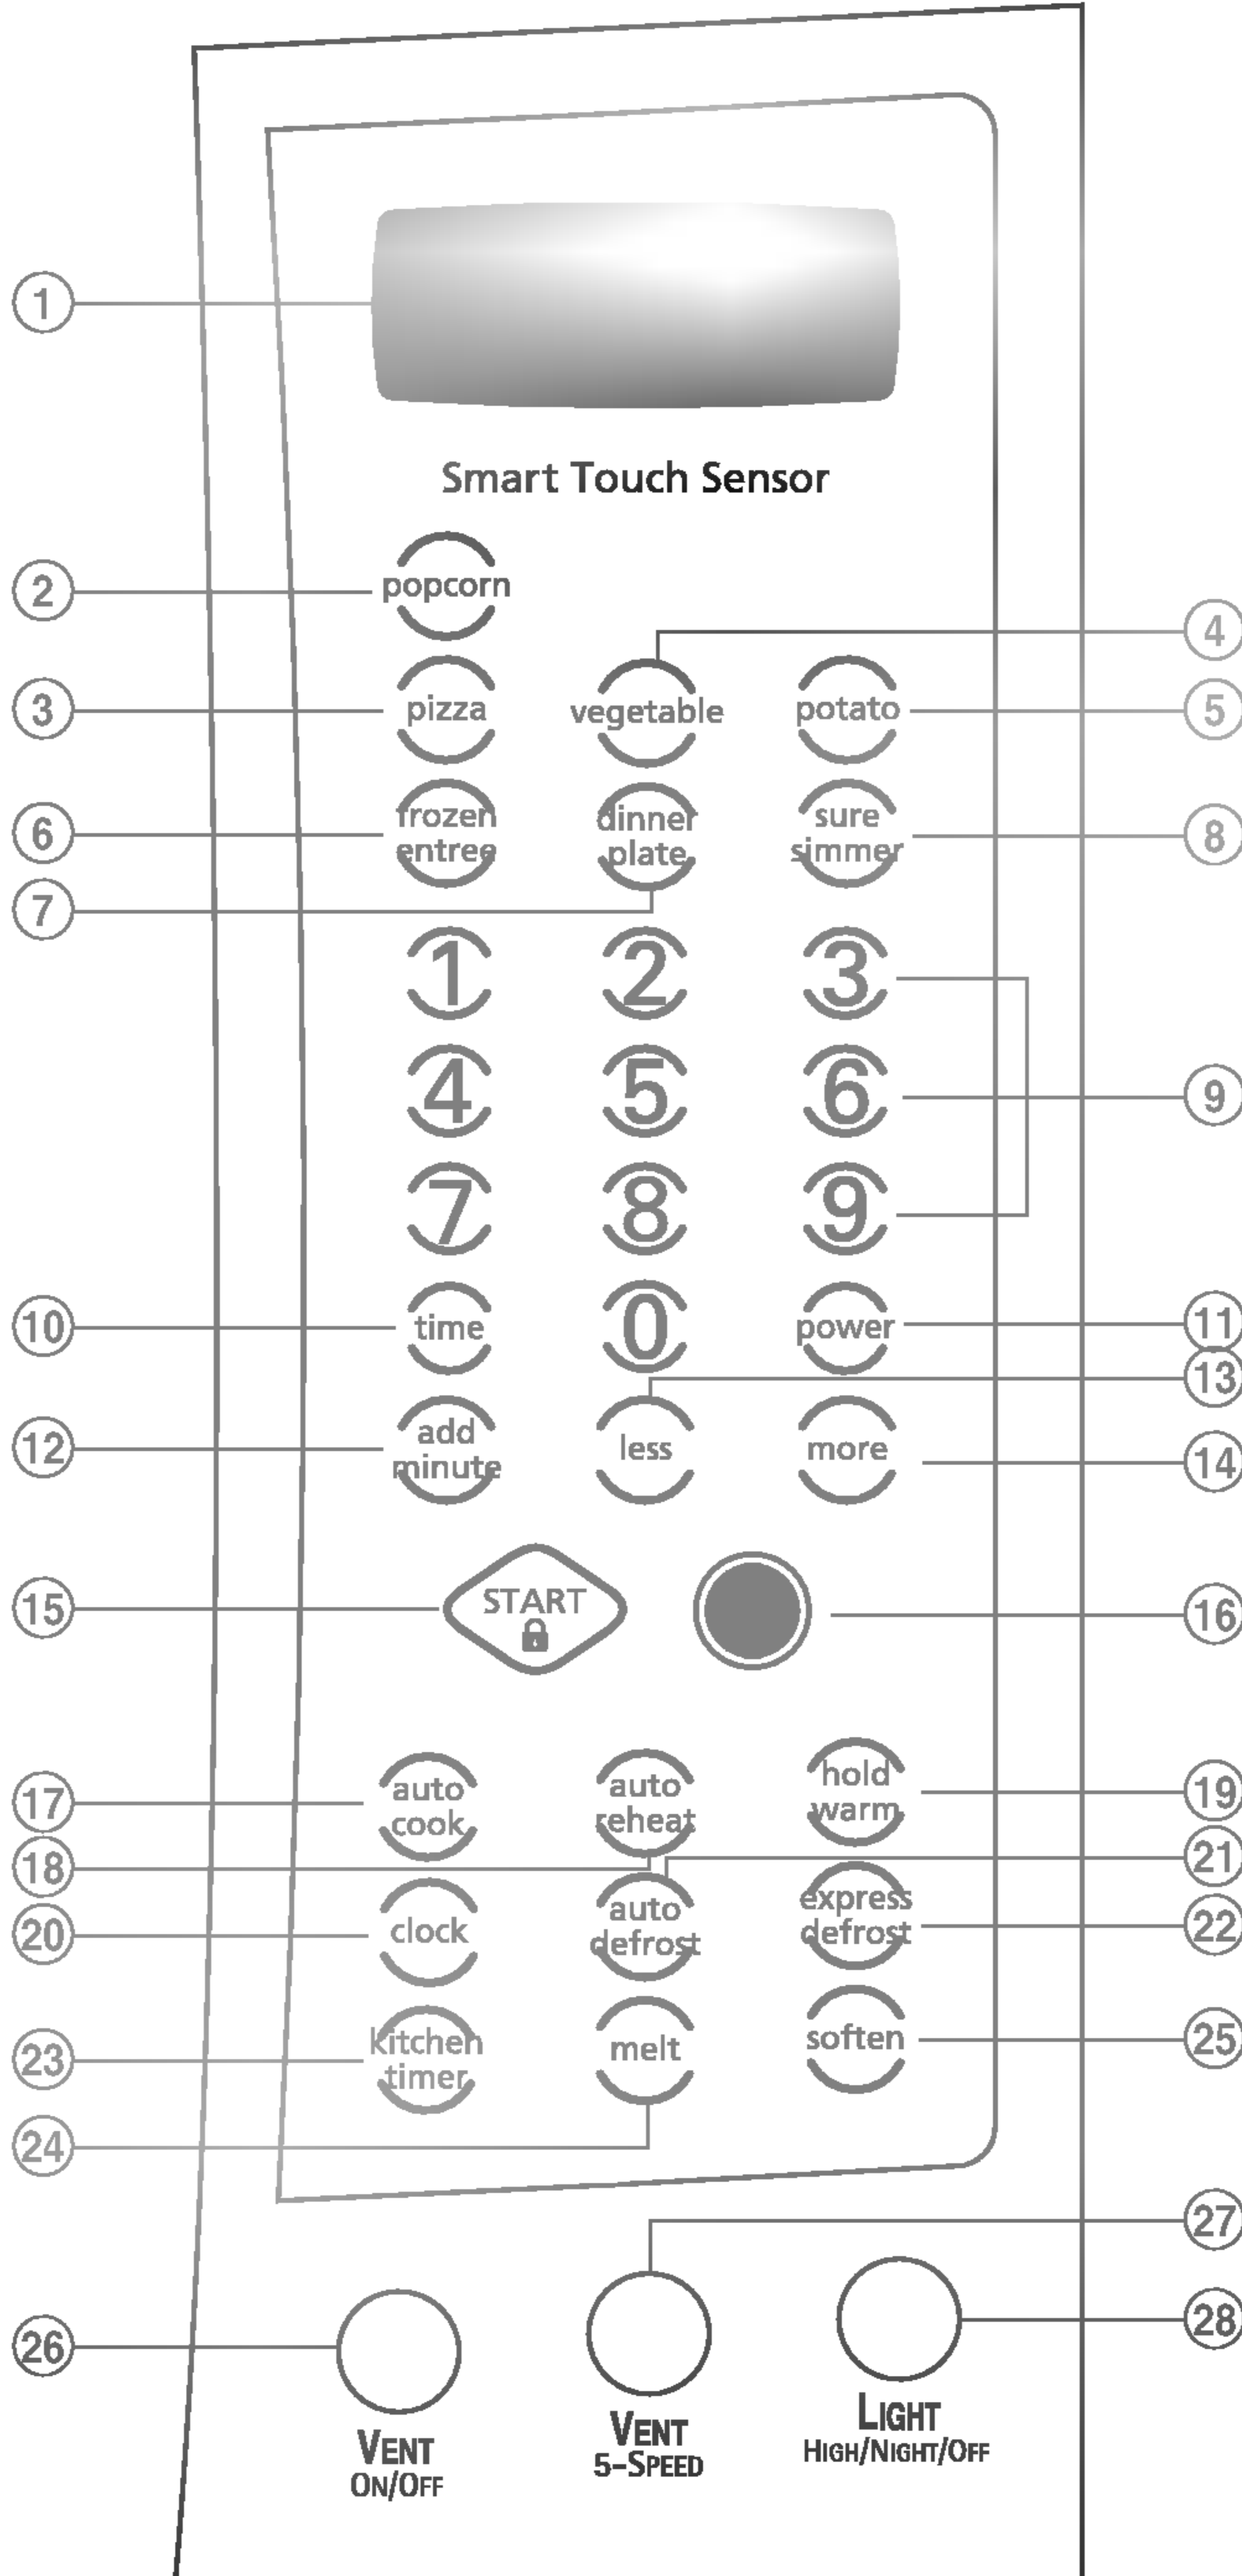 1
Smart Touch Sensor
2
popcorn
4
3
pizza
vegetable
potato
5
6
frozen
entree
dinner
plate
sure
simmer
8
7
1
2
3
4
5
6
9
7
8
9
10
time
0
power
11
13
12
add
minute
less
more
14
15
START
16
17
auto
cook
auto
reheat
hold
warm
19
18
21
20
clock
auto
defrost
express
defrost
22
23
kitchen
timer
melt
soften
25
24
27
26
28
VENT
ON/OFF
VENT
5-SPEED
LIGHT
HIGH/NIGHT/OFF